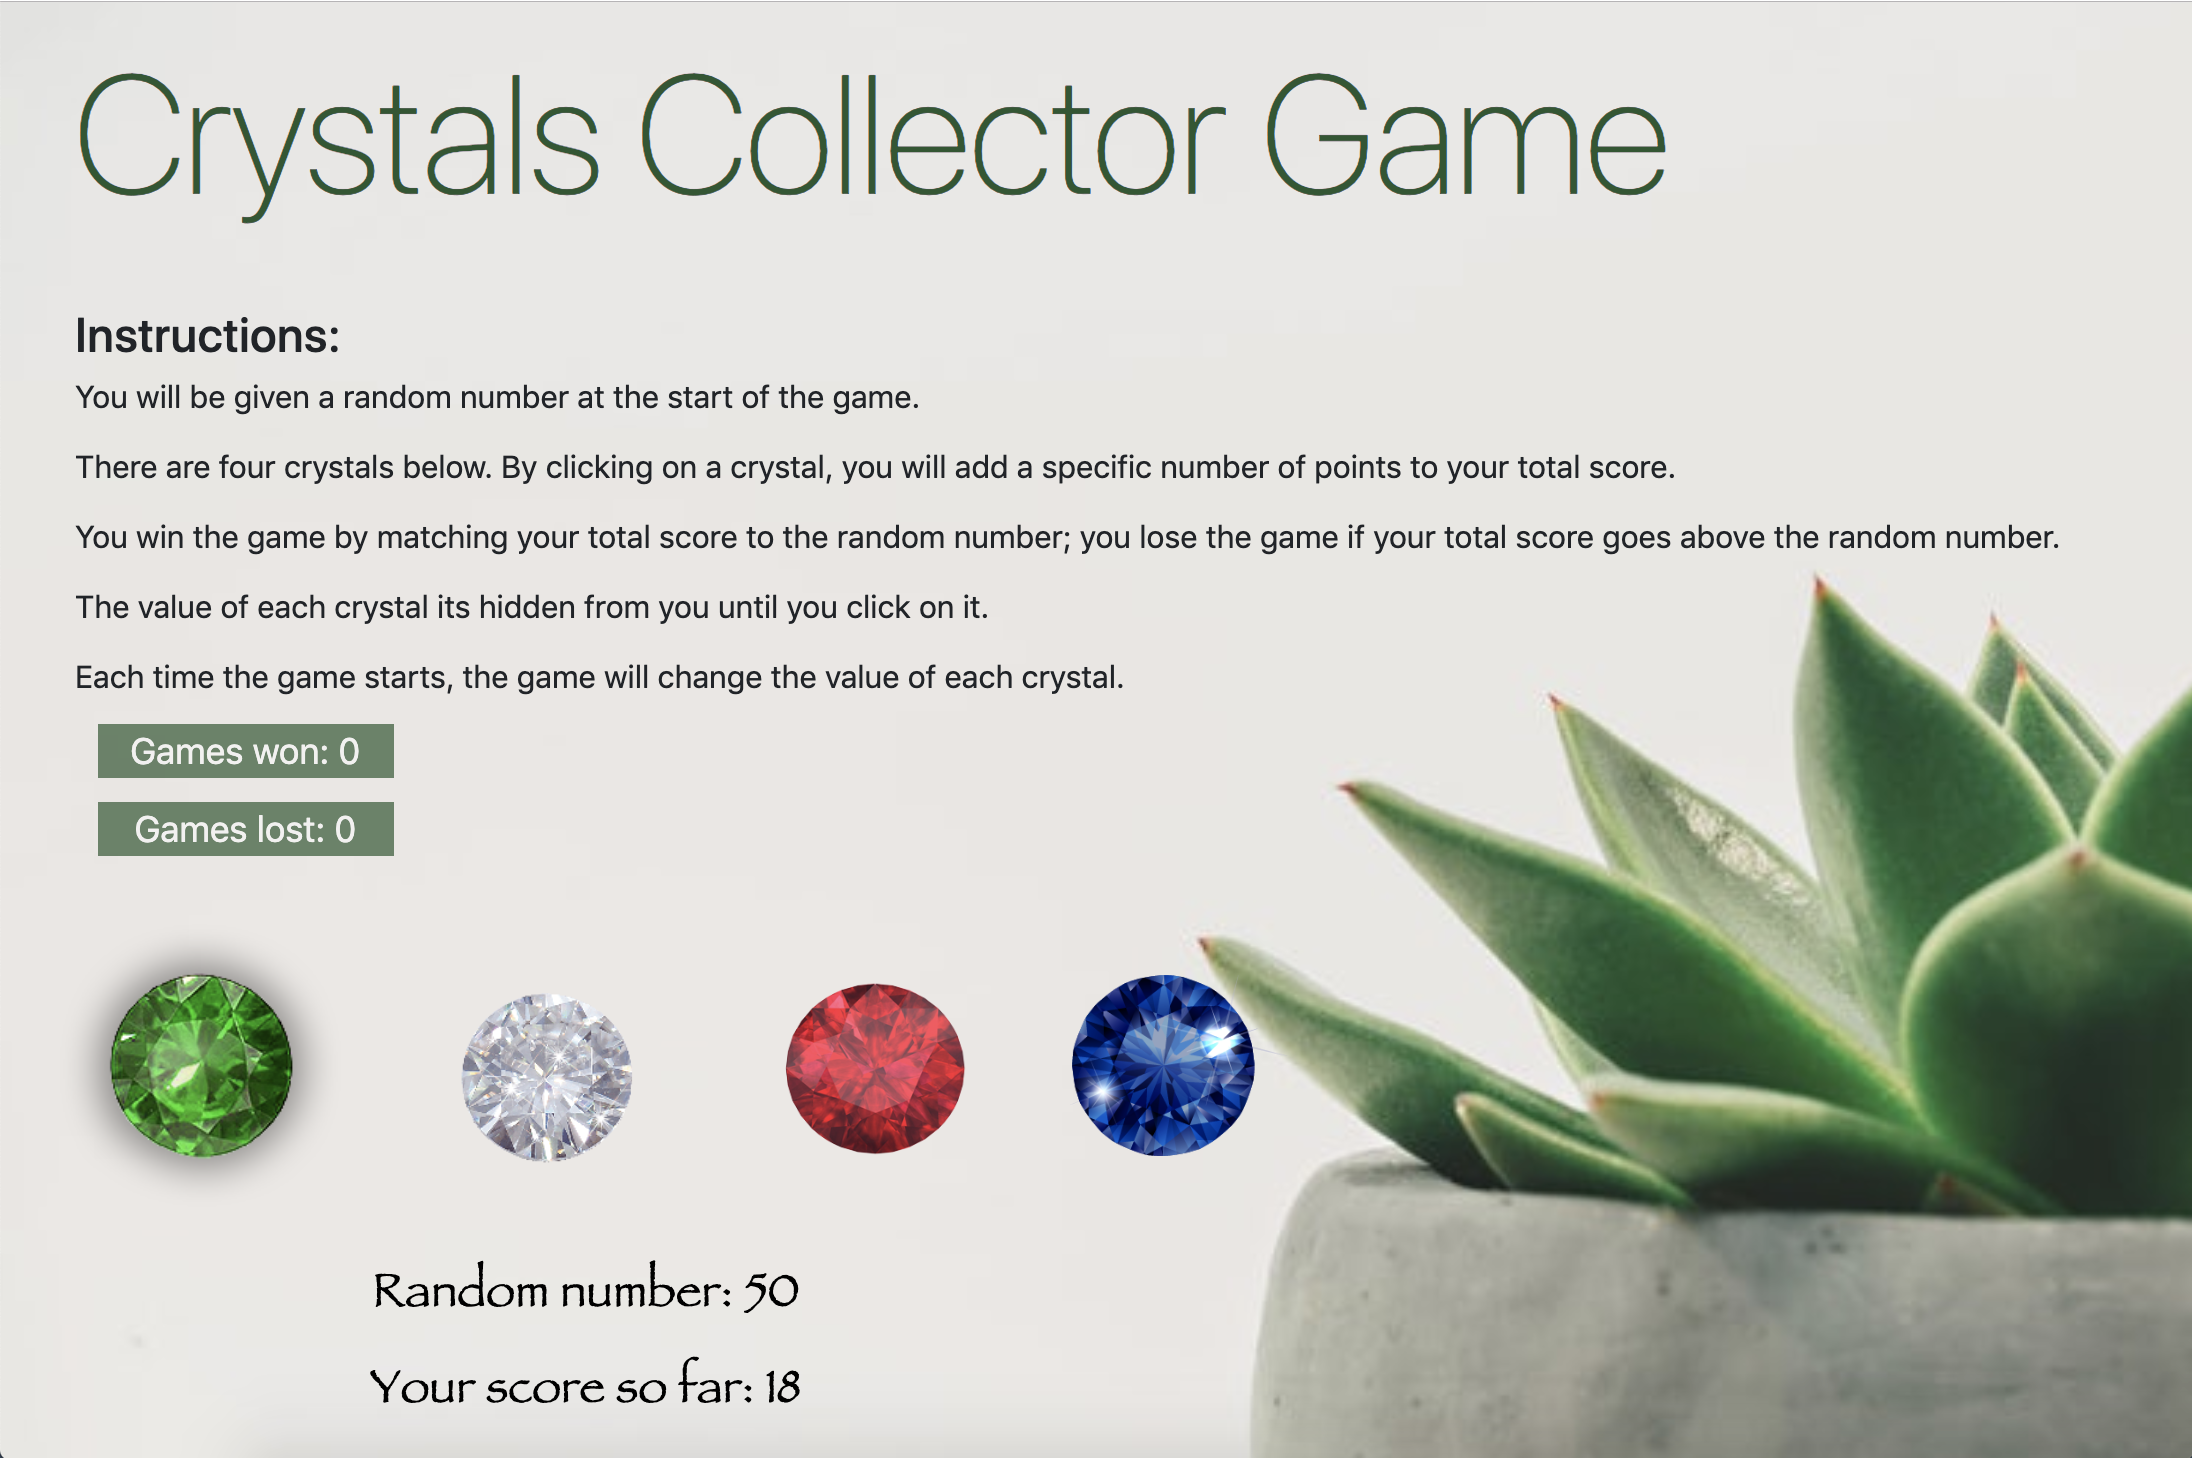 Crystals Collector Game
Instructions:
You will be given a random number at the start of the game.
There are four crystals below. By clicking on a crystal, you will add a specific number of points to your total score.
You win the game by matching your total score to the random number; you lose the game if your total score goes above the random number.
The value of each crystal its hidden from you until you click on it.
Each time the game starts, the game will change the value of each crystal.
Games won: 0
Games lost: 0
Random number: 50
Your score so far: 18